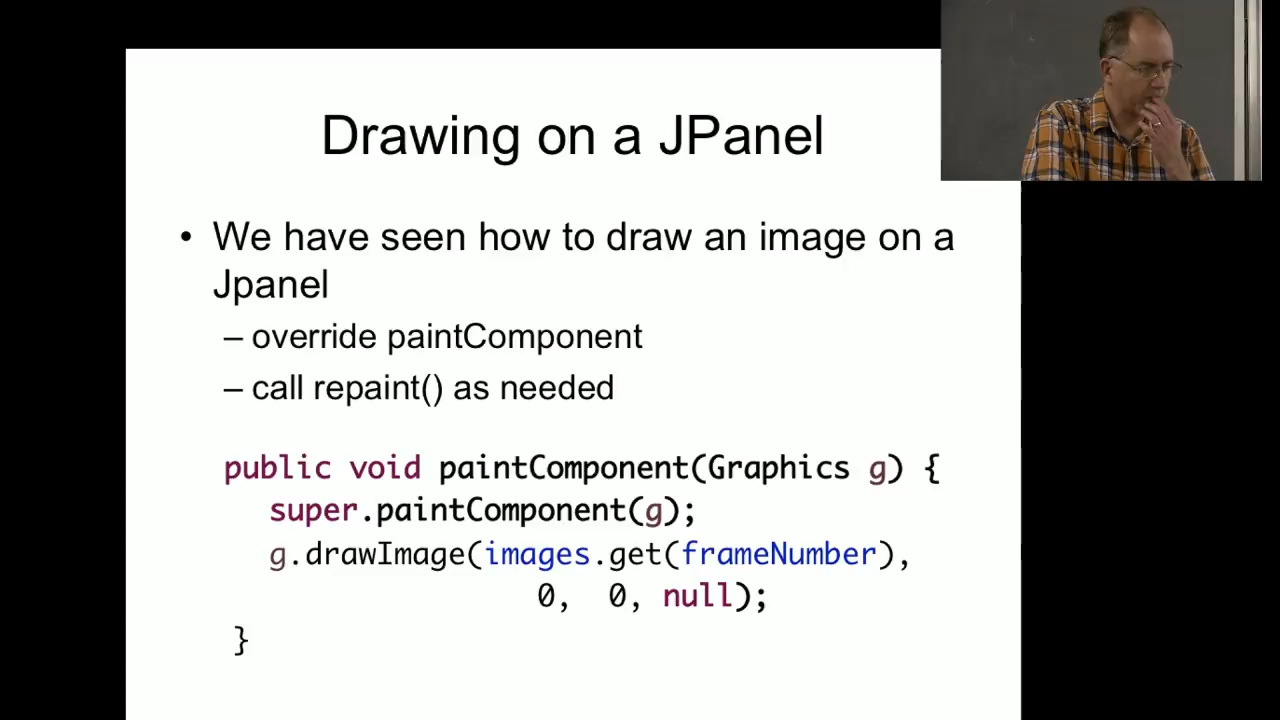 Drawing on a JPanel
• We have seen how to draw an image on a
Jpanel
– override paintComponent
– call repaint() as needed
public void paintComponent(Graphics g) {
super.paintComponent(g);
g.drawImage(images.get(frameNumber),
0, 0, null);
}